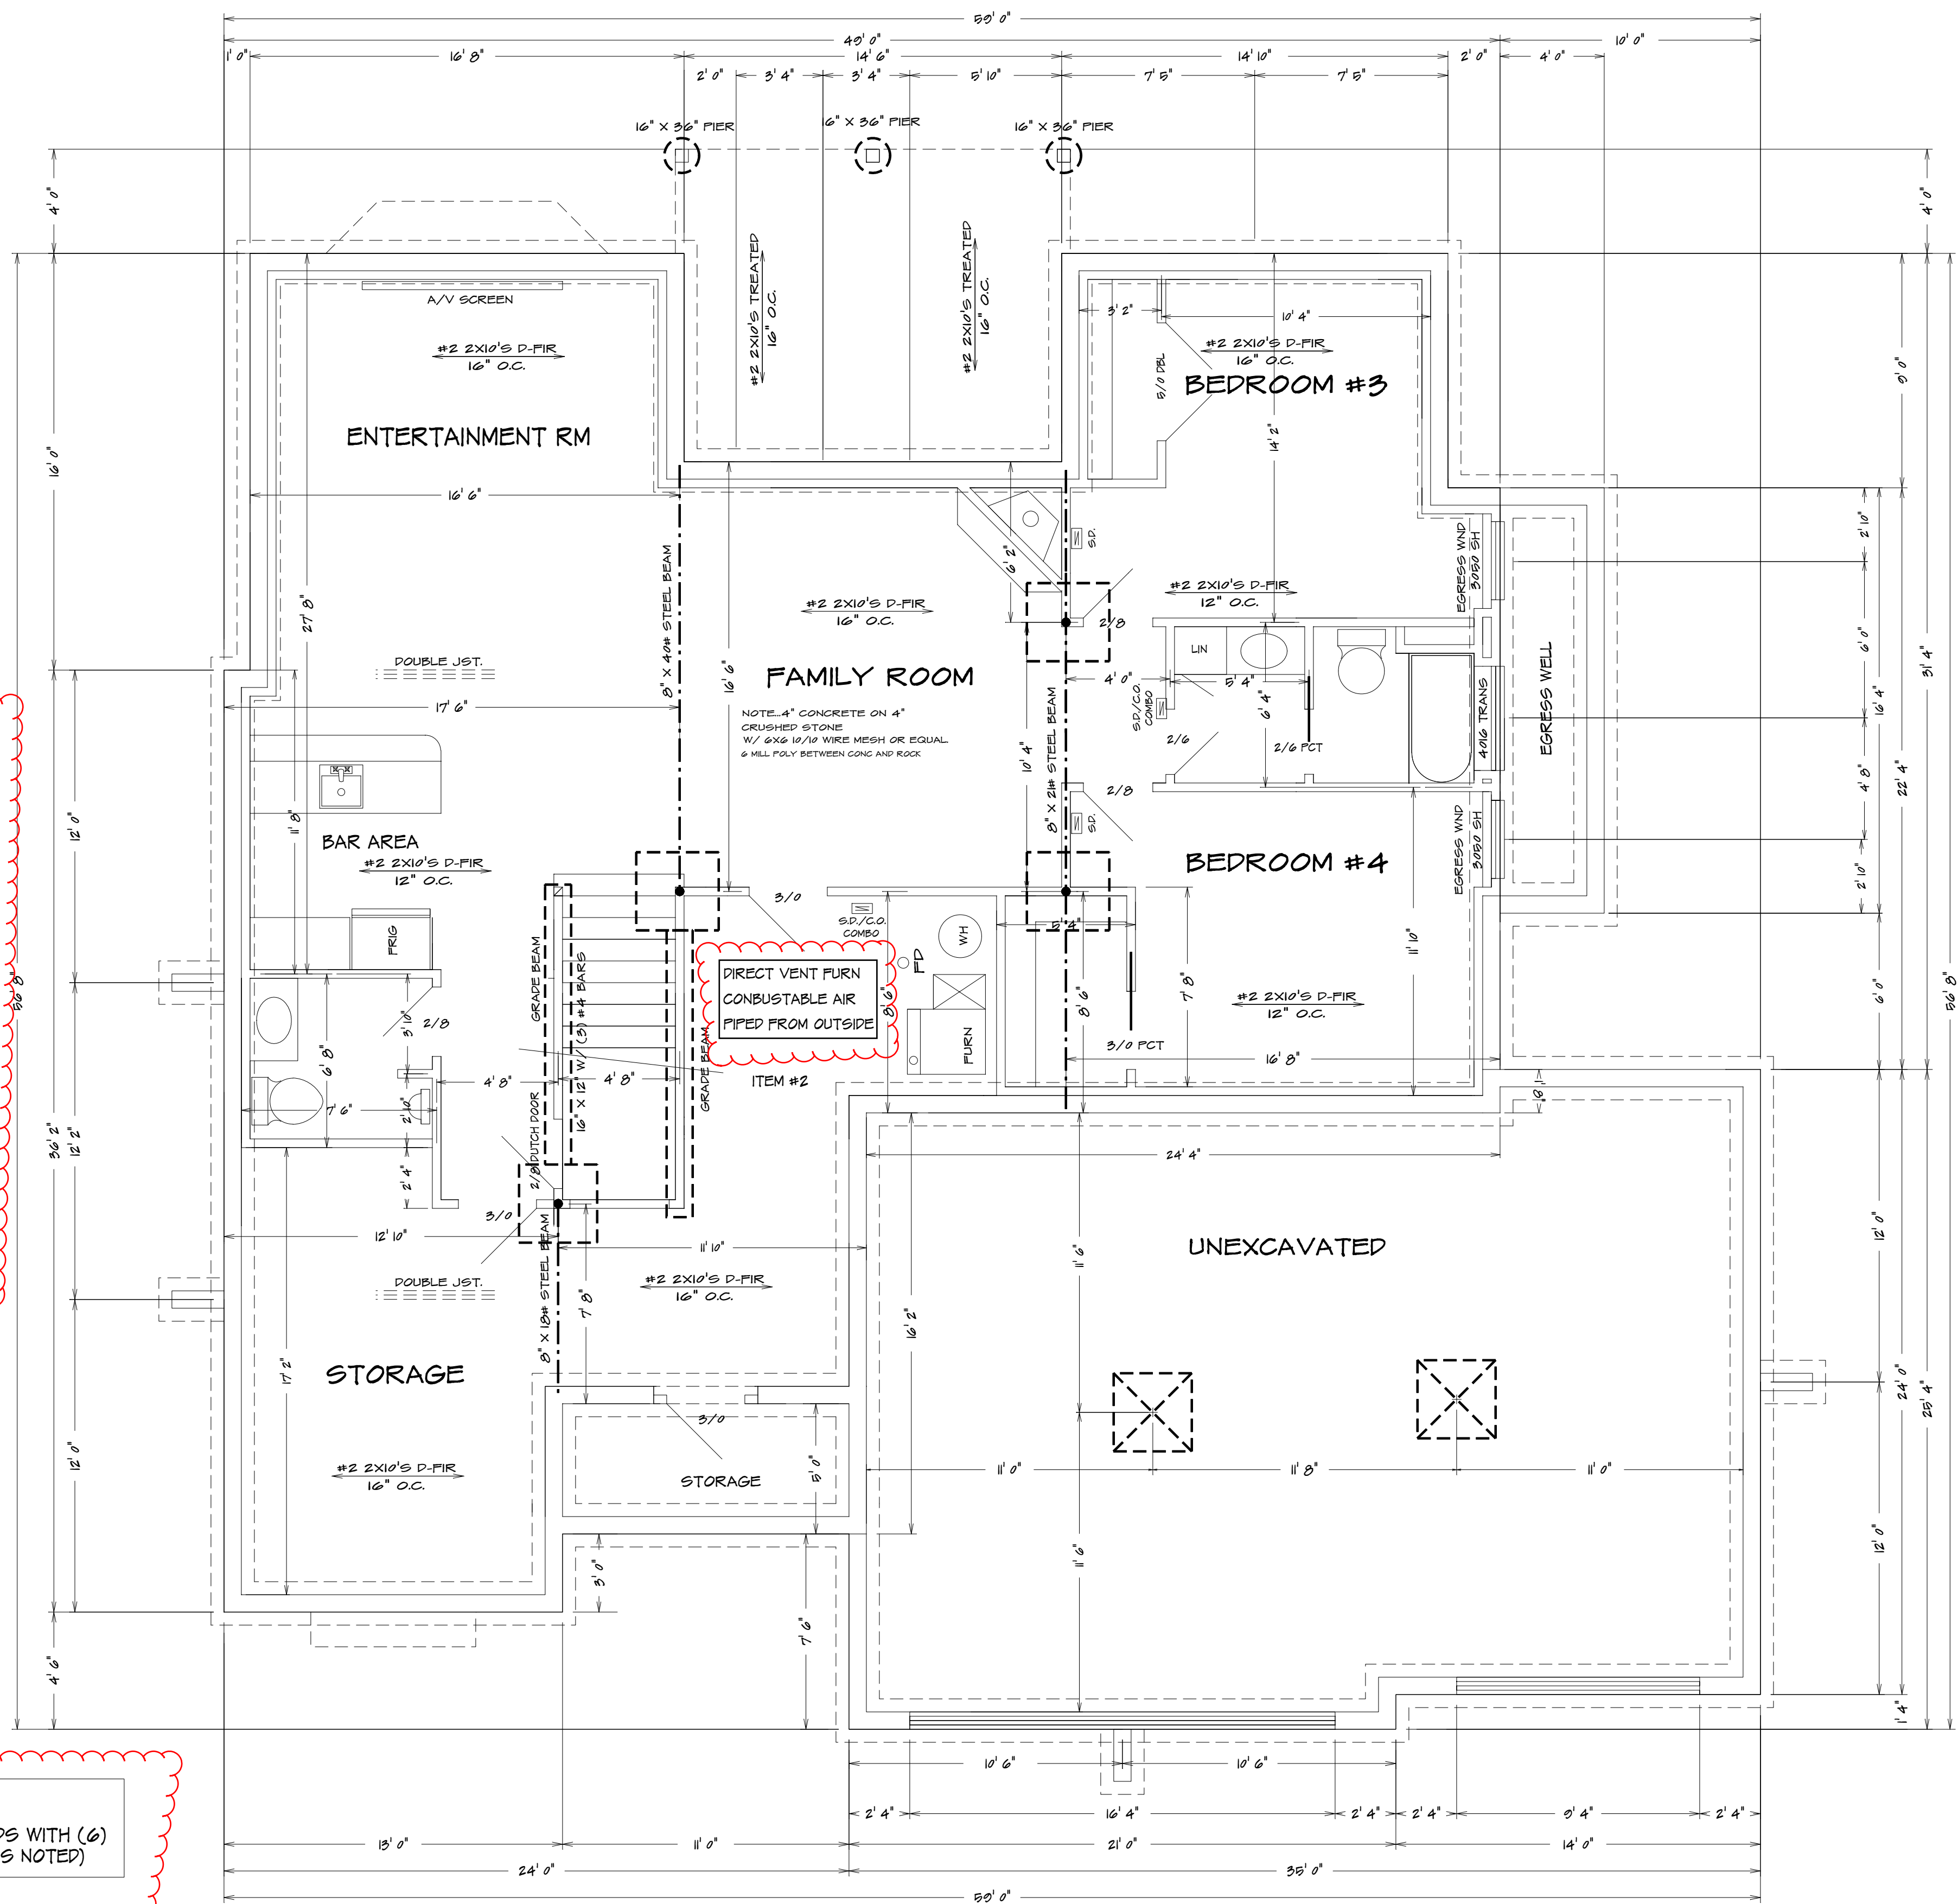 59' 0"
49' 0"
10' 0"
1' 0"
16' 8"
14' 6"
14' 10"
2' 0"
4' 0"
2' 0"
3' 4"
3' 4"
5' 10"
7' 5"
7' 5"
16" X 36" PIER
16" X 36" PIER
16" X 36" PIER
4' 0"
4' 0"
#2 2X10'S TREATED
16" O.C.
#2 2X10'S TREATED
16" O.C.
A/V SCREEN
#2 2X10'S D-FIR
16" O.C.
3' 2"
10' 4"
#2 2X10'S D-FIR
16" O.C.
5/0 DBL
BEDROOM #3
9' 0"
ENTERTAINMENT RM
14' 2"
16' 0"
16' 6"
27' 8"
6' 2"
S.D.
EGRESS WND
3050 SH
2' 10"
8" X 40# STEEL BEAM
#2 2X10'S D-FIR
16" O.C.
#2 2X10'S D-FIR
12" O.C.
2/8
6' 0"
16' 4"
31' 4"
DOUBLE JST.
16' 6"
FAMILY ROOM
LIN
4' 0"
5' 4"
6' 4"
S.D./C.O.
COMBO
17' 6"
NOTE...4" CONCRETE ON 4"
CRUSHED STONE
W/ 6X6 10/10 WIRE MESH OR EQUAL
6 MILL POLY BETWEEN CONC AND ROCK
10' 4"
8" X 21# STEEL BEAM
2/6
2/6 PCT
4016 TRANS
EGRESS WELL
4' 8"
22' 4"
2/8
11' 8"
12' 0"
BAR AREA
#2 2X10'S D-FIR
12" O.C.
S.D.
BEDROOM #4
EGRESS WND
3050 SH
2' 10"
3/0
S.D./C.O.
COMBO
WH
5' 4"
FRIG
11' 10"
GRADE BEAM
16" X 12" W/ (3) #4 BARS
FD
DIRECT VENT FURN
CONBUSTABLE AIR
PIPED FROM OUTSIDE
8' 6"
8' 6"
7' 8"
#2 2X10'S D-FIR
12" O.C.
6' 0"
56' 8"
56' 8"
3' 10"
2/8
6' 8"
FURN
3/0 PCT
16' 8"
GRADE BEAM
4' 8"
4' 8"
ITEM #2
1' 8"
7' 6"
2' 10"
36' 2"
12' 2"
2/8 DUTCH DOOR
24' 4"
2' 4"
3/0
12' 10"
11' 10"
11' 6"
UNEXCAVATED
12' 0"
DOUBLE JST.
8" X 18# STEEL BEAM
7' 8"
#2 2X10'S D-FIR
16" O.C.
16' 2"
17' 2"
STORAGE
24' 0"
25' 4"
3/0
#2 2X10'S D-FIR
16" O.C.
STORAGE
5' 0"
11' 0"
11' 8"
11' 0"
12' 0"
11' 6"
12' 0"
3' 0"
7' 6"
4' 6"
1' 4"
10' 6"
10' 6"
2' 4"
16' 4"
2' 4"
2' 4"
9' 4"
2' 4"
WITH (6)
NOTED)
13' 0"
11' 0"
21' 0"
14' 0"
24' 0"
35' 0"
59' 0"